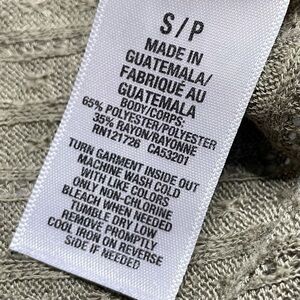 S/P
MADE IN
GUATEMALA/
FABRIQUÉ AU
GUATEMALA
BODY/CORPS:
65% POLYESTER/POLYESTER
35% RAYON/RAYONNE
RN121726 CA53201
TURN GARMENT INSIDE OUT
MACHINE WASH COLD
WITH LIKE COLORS
ONLY NON-CHLORINE
BLEACH WHEN NEEDED
TUMBLE DRY LOW
REMOVE PROMPTLY
COOL IRON ON REVERSE
SIDE IF NEEDED